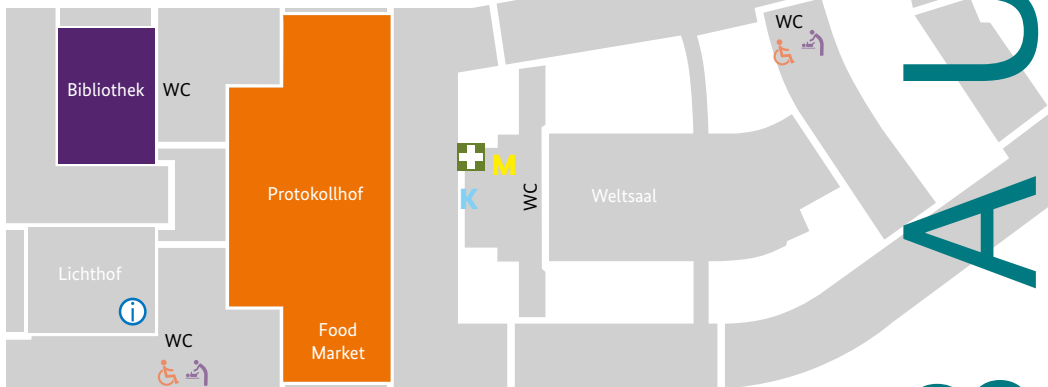 WC
U
Bibliothek
WC
M
Protokollhof
K
WC
Weltsaal
A
Lichthof
i
Food
Market
WC